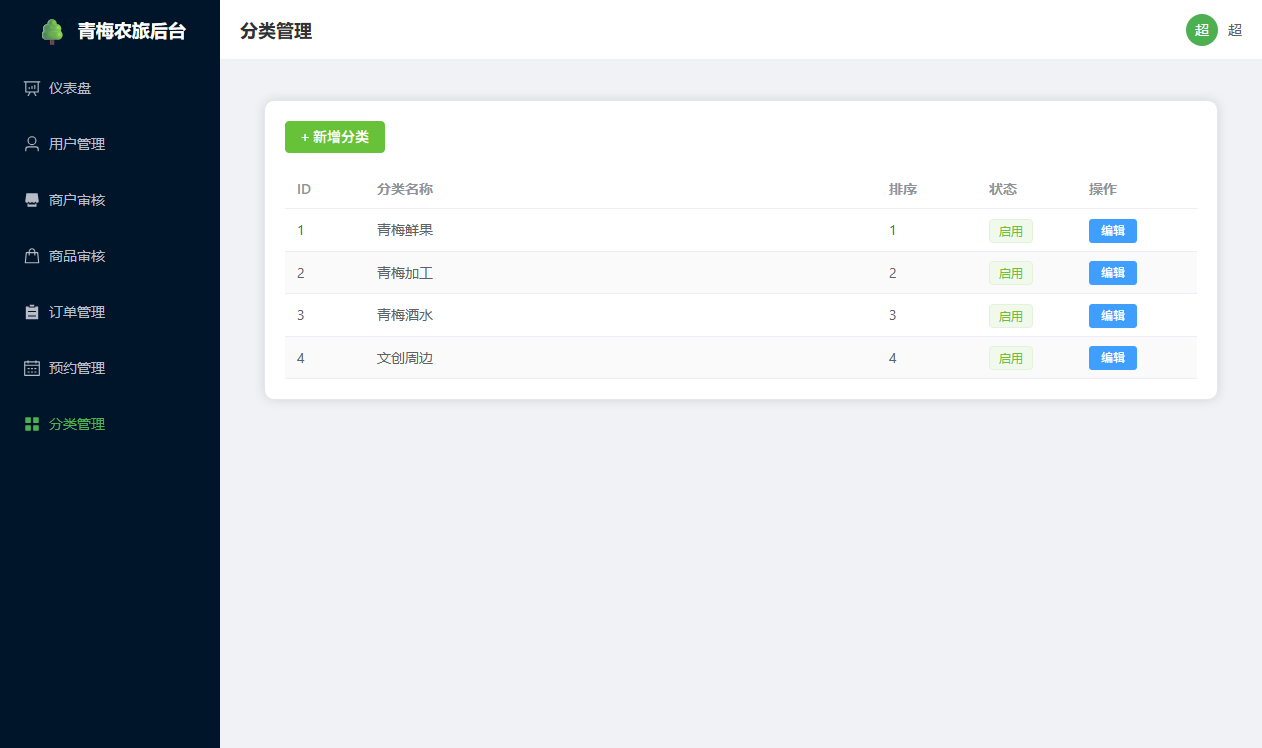 青梅农旅后台
分类管理
超 超
仪表盘
用户管理
商户审核
商品审核
订单管理
预约管理
分类管理
+ 新增分类
ID 分类名称 排序 状态 操作
1 青梅鲜果 1 启用 编辑
2 青梅加工 2 启用 编辑
3 青梅酒水 3 启用 编辑
4 文创周边 4 启用 编辑